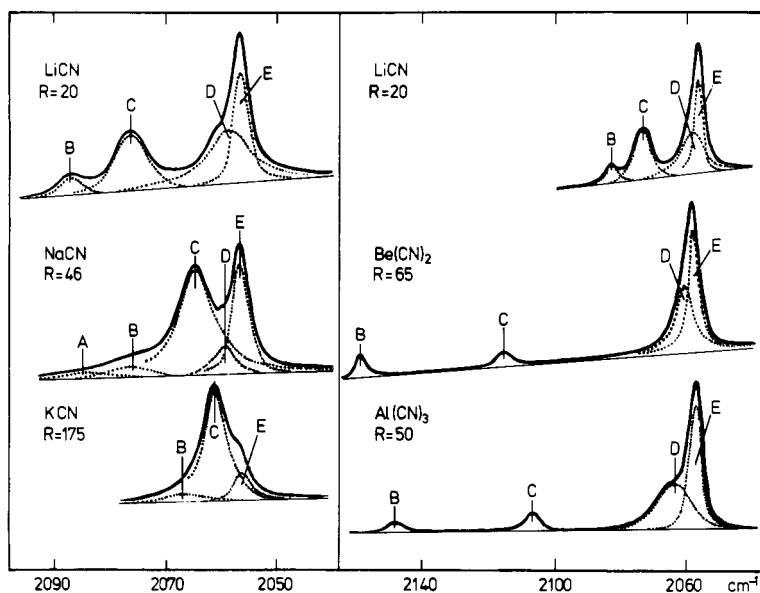 LiCN
R=20
B
C
D
E
NaCN
R=46
A
B
C
D
E
KCN
R=175
B
C
E
LiCN
R=20
B
C
D
E
Be(CN)2
R=65
B
C
D
E
Al(CN)3
R=50
B
C
D
E
2090 2070 2050 2140 2100 2060 cm-1